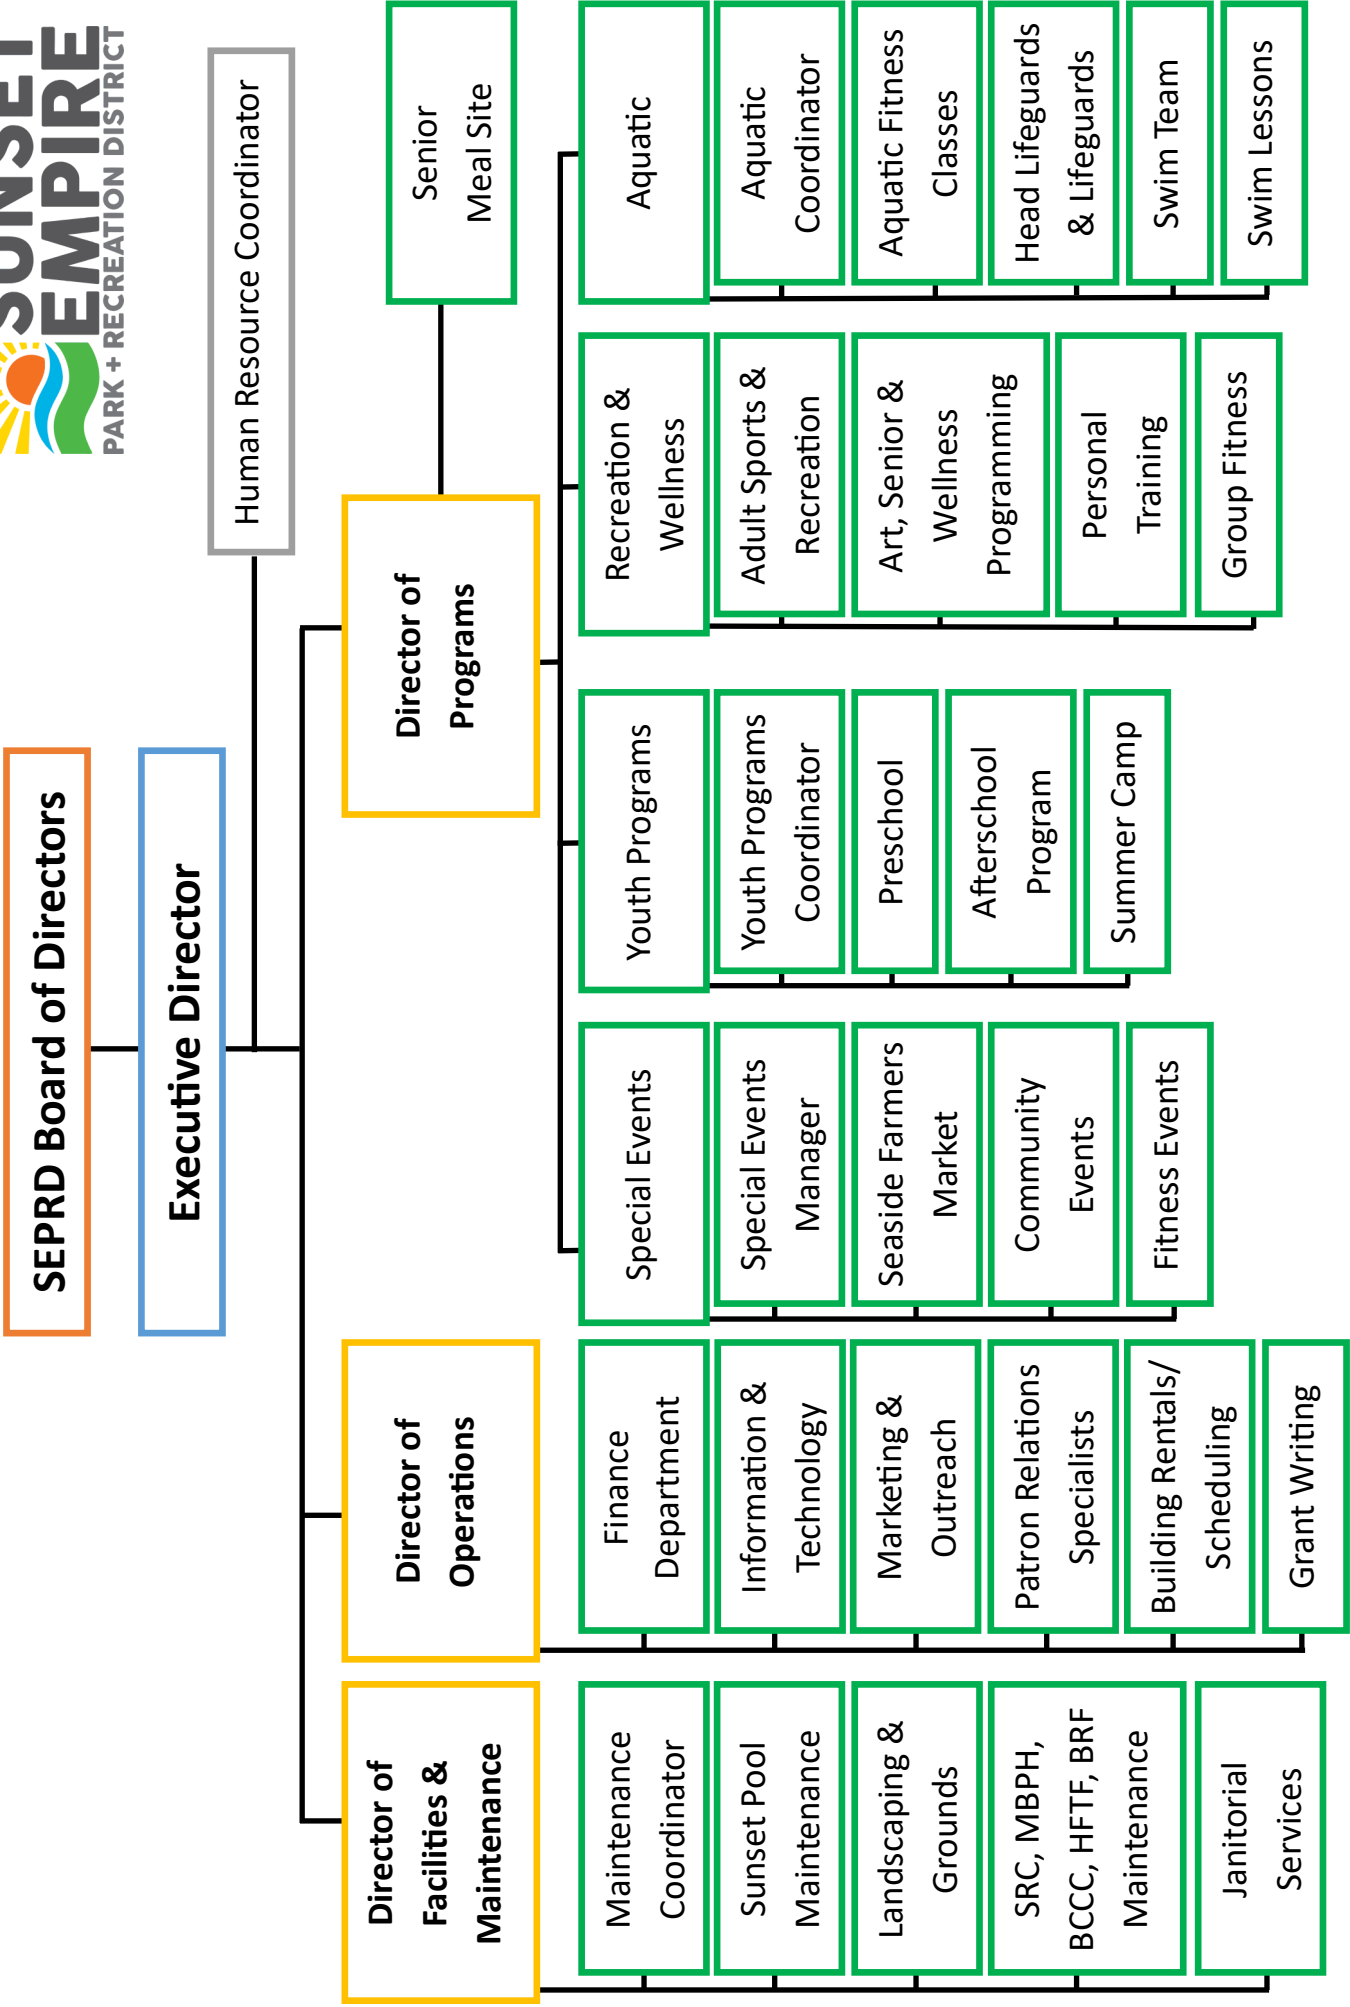 SUNSET
EMPIRE
PARK + RECREATION DISTRICT
SEPRD Board of Directors
Executive Director
Human Resource Coordinator
Director of
Facilities &
Maintenance
Director of
Operations
Director of
Programs
Senior
Meal Site
Maintenance
Coordinator
Sunset Pool
Maintenance
Landscaping &
Grounds
SRC, MBPH,
BCCC, HFTF, BRF
Maintenance
Janitorial
Services
Finance
Department
Information &
Technology
Marketing &
Outreach
Patron Relations
Specialists
Building Rentals/
Scheduling
Grant Writing
Special Events
Special Events
Manager
Seaside Farmers
Market
Community
Events
Fitness Events
Youth Programs
Youth Programs
Coordinator
Preschool
Afterschool
Program
Summer Camp
Recreation &
Wellness
Adult Sports &
Recreation
Art, Senior &
Wellness
Programming
Personal
Training
Group Fitness
Aquatic
Aquatic
Coordinator
Aquatic Fitness
Classes
Head Lifeguards
& Lifeguards
Swim Team
Swim Lessons